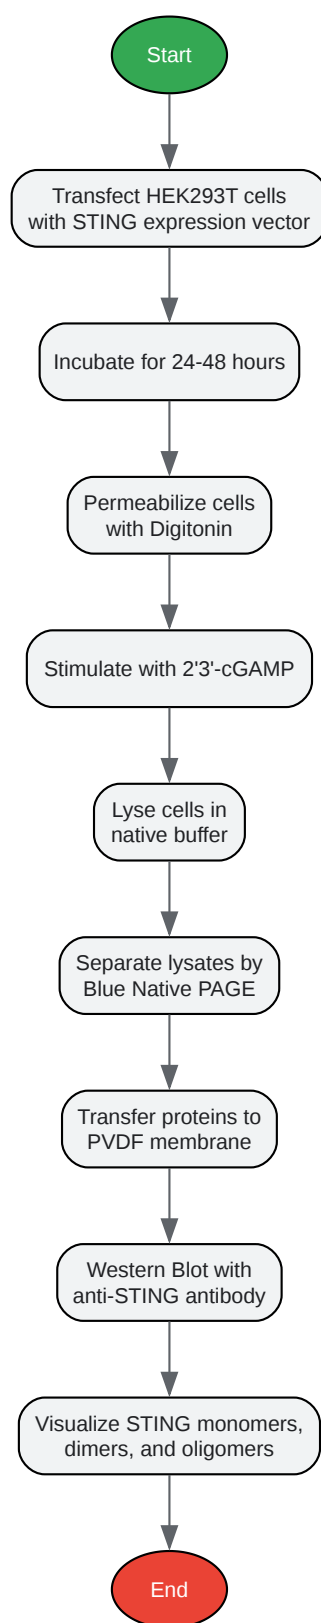 Start
Transfect HEK293T cells
with STING expression vector
Incubate for 24-48 hours
Permeabilize cells
with Digitonin
Stimulate with 2'3'-cGAMP
Lyse cells in
native buffer
Separate lysates by
Blue Native PAGE
Transfer proteins to
PVDF membrane
Western Blot with
anti-STING antibody
Visualize STING monomers,
dimers, and oligomers
End